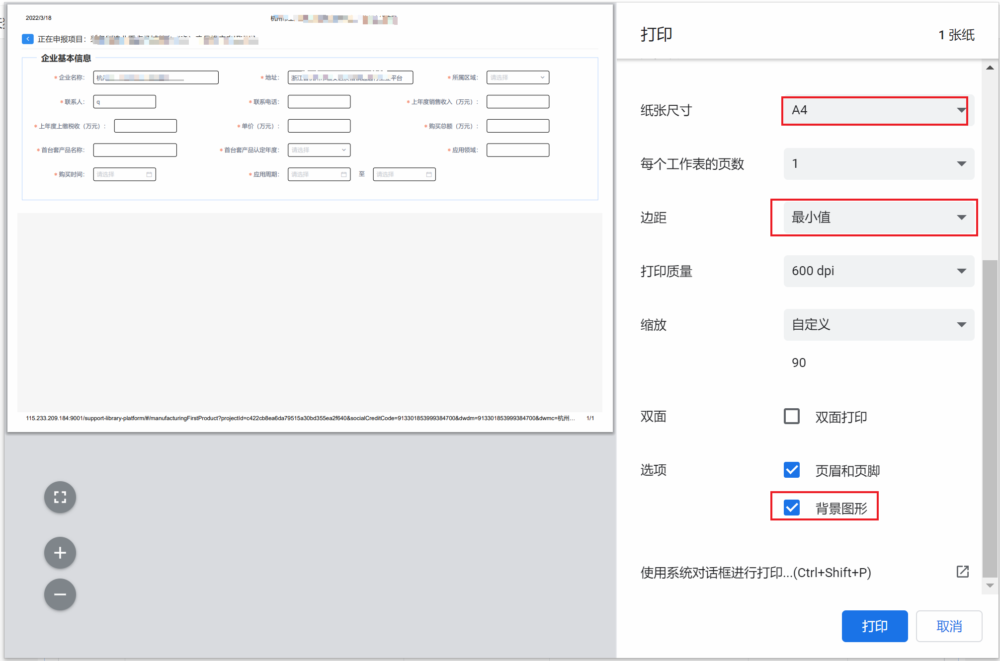 2022/3/18
正在申报项目：
企业基本信息
*企业名称： 杭 *地址： 浙江省 平台 *所属区域： 请选择
*联系人： q *联系电话： *上年度销售收入（万元）：
*上年度上缴税收（万元）： *单价（万元）： *购买总额（万元）：
*首台套产品名称： *首台套产品认定年度： 请选择 *应用领域：
*购买时间： 请选择 *应用周期： 请选择 至 请选择
115.233.209.184:9001/support-library-platform/#/manufacturingFirstProduct?projectId=c422cb8ea6da79515a30bd355ea2f640&socialCreditCode=913301853999384700&dwdm=913301853999384700&dwmc=杭州... 1/1
打印 1 张纸
纸张尺寸 A4
每个工作表的页数 1
边距 最小值
打印质量 600 dpi
缩放 自定义
90
双面 双面打印
选项 页眉和页脚
背景图形
使用系统对话框进行打印...(Ctrl+Shift+P)
打印 取消